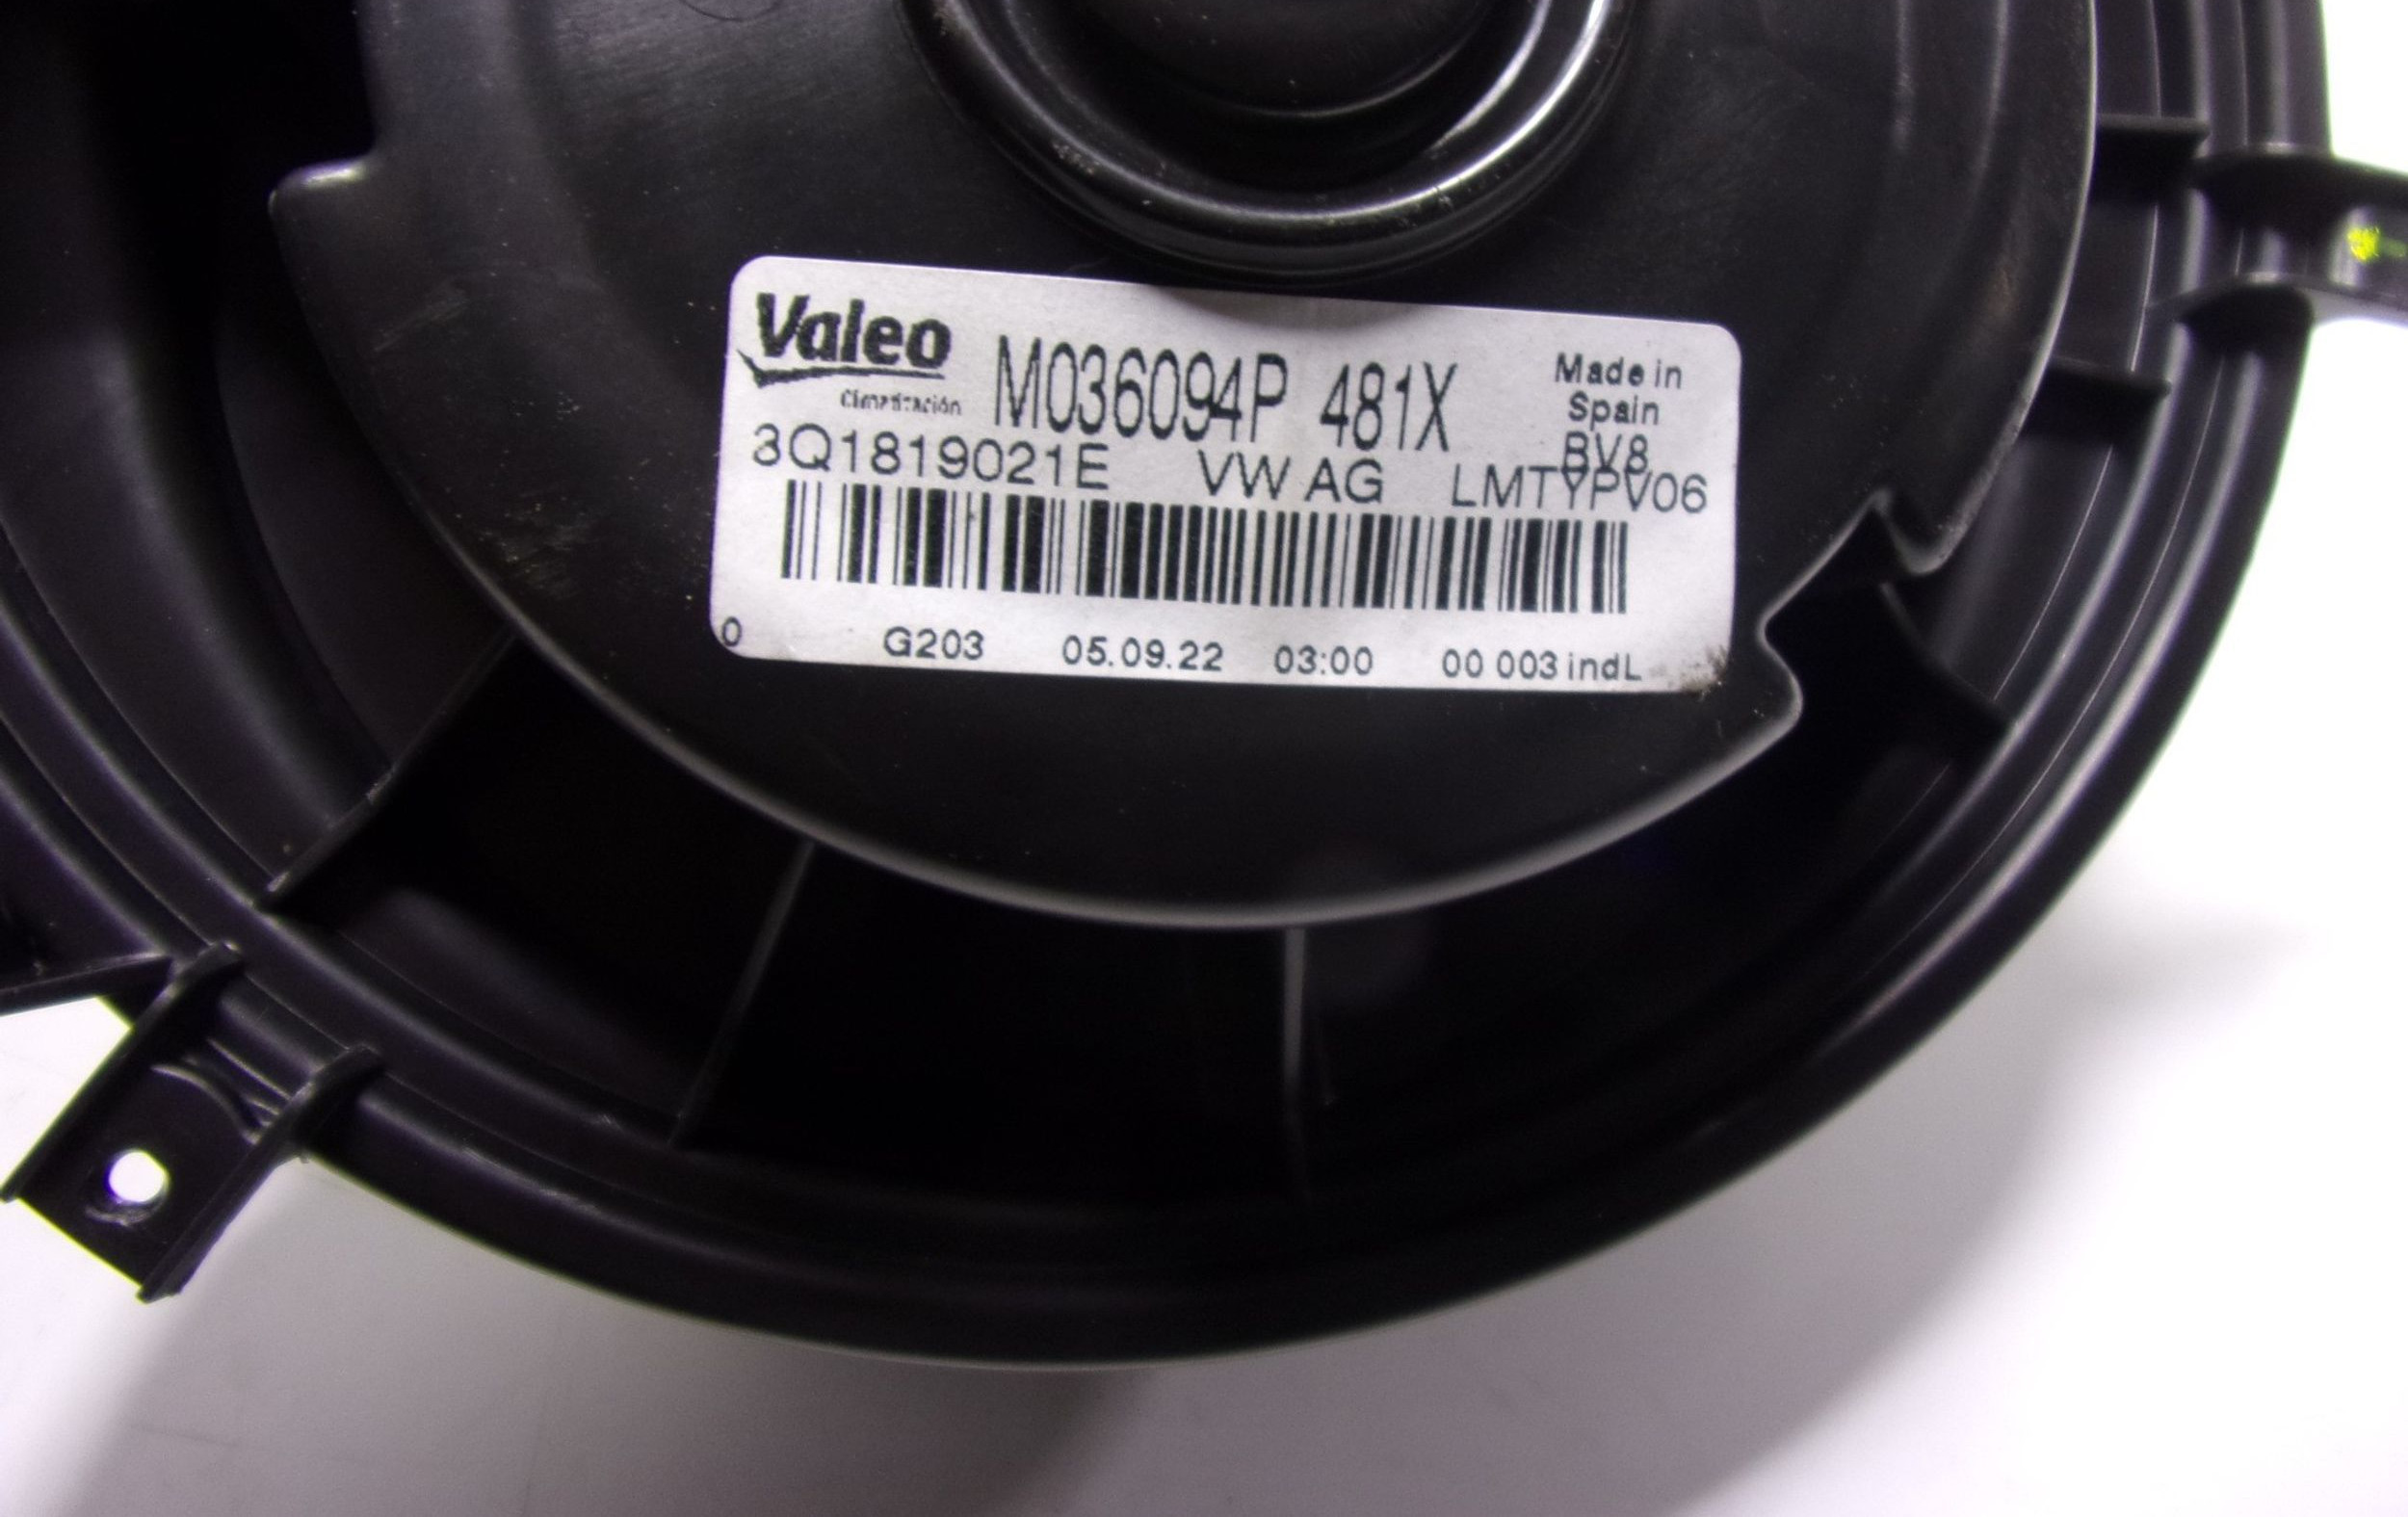 Valeo
Climatización
M036094P 481X
Made in
Spain
BV8
3Q1819021E VW AG LMTYPV06
0 G203 05.09.22 03:00 00 003 indL